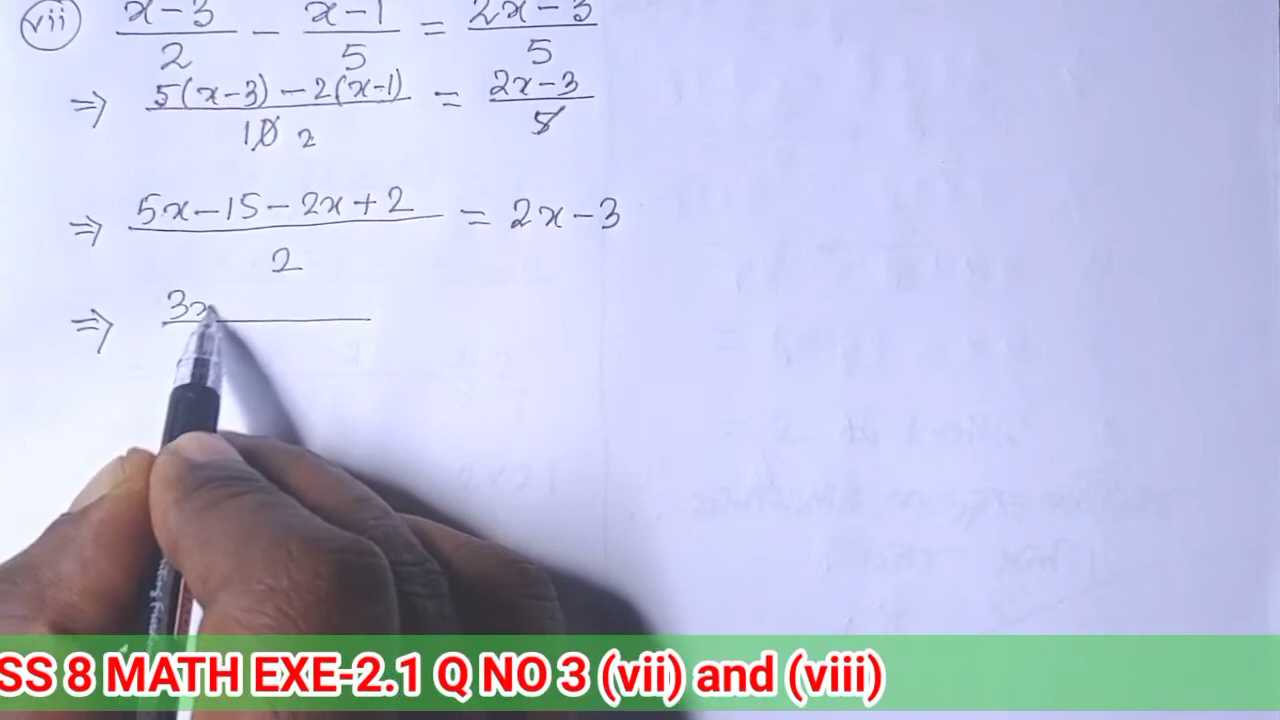 (vii) x-3/2 - x-1/5 = 2x-3/5
⇒ 5(x-3)-2(x-1)/10 2 = 2x-3/5
⇒ 5x-15-2x+2/2 = 2x-3
⇒ 3x
SS 8 MATH EXE-2.1 Q NO 3 (vii) and (viii)